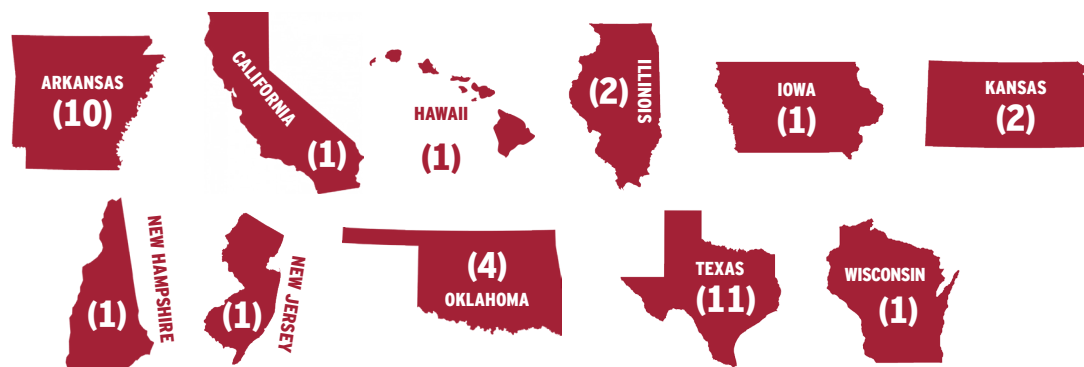 ARKANSAS
(10)
CALIFORNIA
(1)
HAWAII
(1)
(2)
ILLINOIS
IOWA
(1)
KANSAS
(2)
(1)
NEW HAMPSHIRE
(1)
NEW JERSEY
(4)
OKLAHOMA
TEXAS
(11)
WISCONSIN
(1)